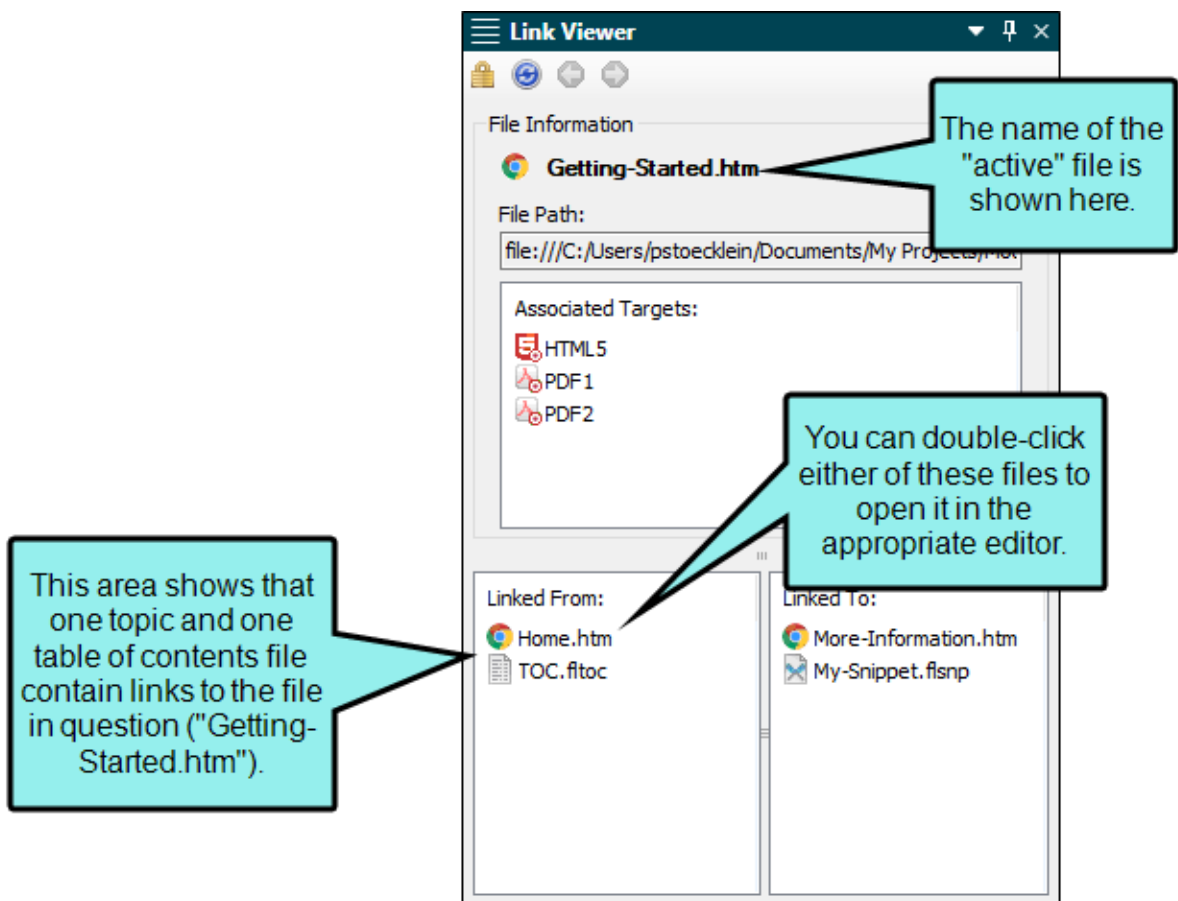 Link Viewer
File Information
Getting-Started.htm
The name of the
"active" file is
shown here.
File Path:
file:///C:/Users/pstoecklein/Documents/My Projects/
Associated Targets:
HTML5
PDF1
PDF2
You can double-click
either of these files to
open it in the
appropriate editor.
This area shows that
one topic and one
table of contents file
contain links to the file
in question ("Getting-
Started.htm").
Linked From:
Home.htm
TOC.fltoc
Linked To:
More-Information.htm
My-Snippet.flsnp